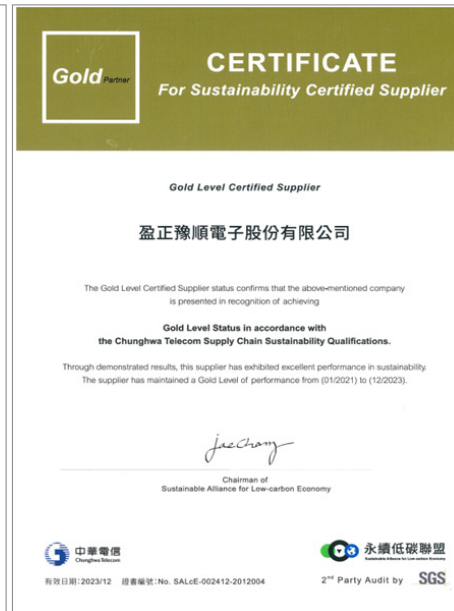 Gold Partner
CERTIFICATE
For Sustainability Certified Supplier
Gold Level Certified Supplier
盈正豫順電子股份有限公司
The Gold Level Certified Supplier status confirms that the above-mentioned company
is presented in recognition of achieving
Gold Level Status in accordance with
the Chunghwa Telecom Supply Chain Sustainability Qualifications.
Through demonstrated results, this supplier has exhibited excellent performance in sustainability.
The supplier has maintained a Gold Level of performance from (01/2021) to (12/2023).
Chairman of
Sustainable Alliance for Low-carbon Economy
中華電信
Chunghwa Telecom
永續低碳聯盟
Sustainable Alliance for Low-carbon Economy
有效日期:2023/12 證書編號:No. SALcE-002412-2012004
2nd Party Audit by SGS